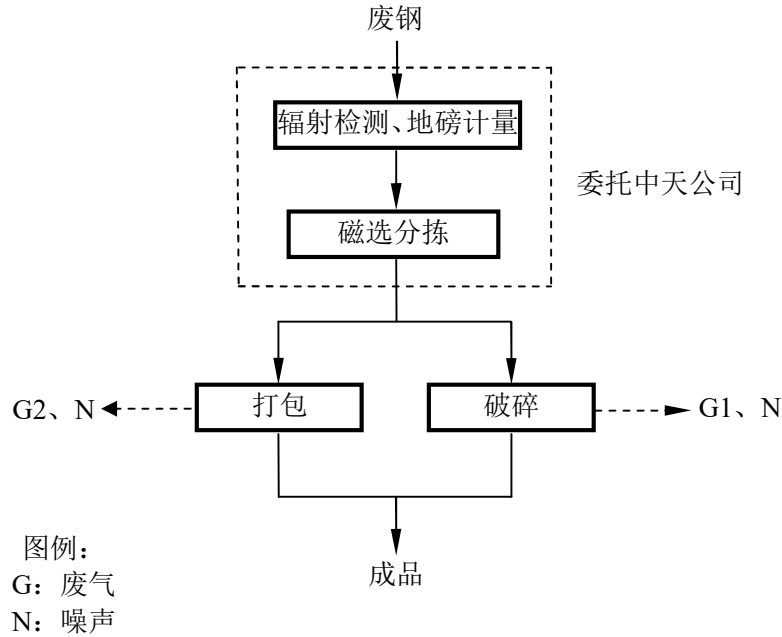 废钢
辐射检测、地磅计量
委托中天公司
磁选分拣
G2、N
打包
破碎
G1、N
成品
图例：
G：废气
N：噪声